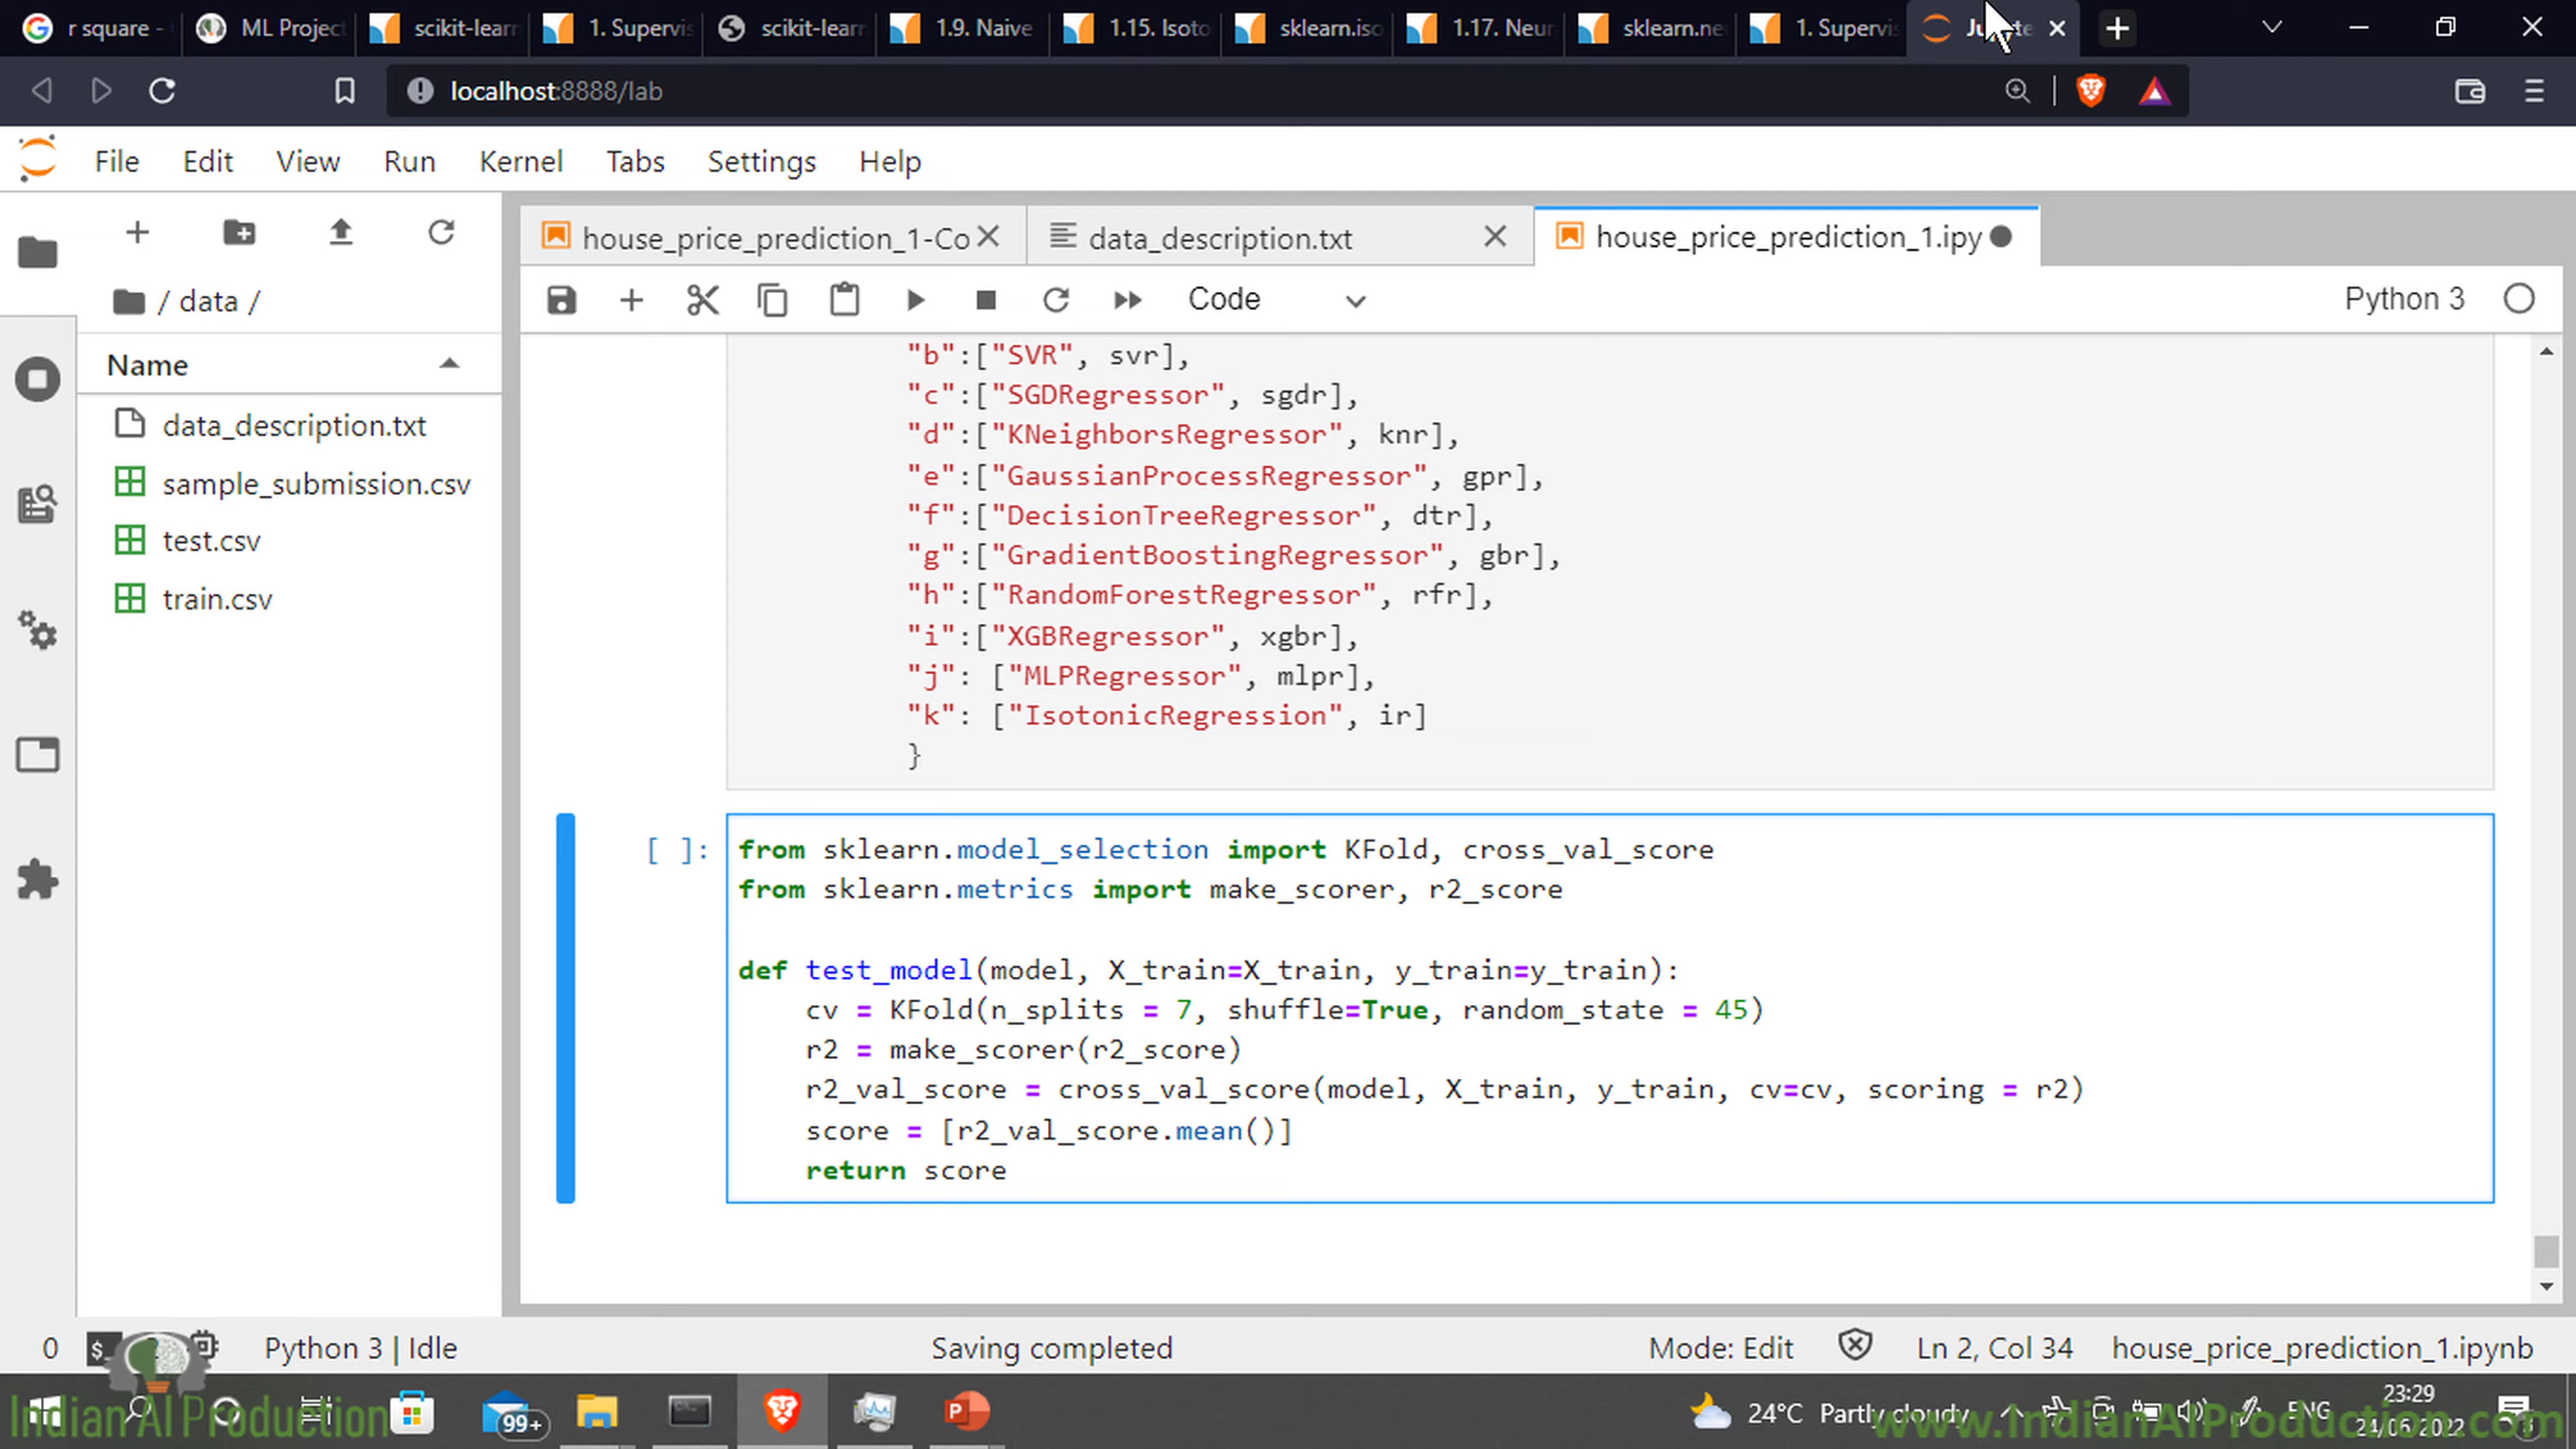 r square -
ML Project
scikit-learn
1. Supervis
scikit-learn
1.9. Naive
1.15. Isoto
sklearn.iso
1.17. Neur
sklearn.ne
1. Supervis
localhost:8888/lab
File Edit View Run Kernel Tabs Settings Help
house_price_prediction_1-Co
data_description.txt
house_price_prediction_1.ipy
/ data /
Code
Python 3
Name
data_description.txt
sample_submission.csv
test.csv
train.csv
"b":["SVR", svr],
"c":["SGDRegressor", sgdr],
"d":["KNeighborsRegressor", knr],
"e":["GaussianProcessRegressor", gpr],
"f":["DecisionTreeRegressor", dtr],
"g":["GradientBoostingRegressor", gbr],
"h":["RandomForestRegressor", rfr],
"i":["XGBRegressor", xgbr],
"j": ["MLPRegressor", mlpr],
"k": ["IsotonicRegression", ir]
}
[ ]:
from sklearn.model_selection import KFold, cross_val_score
from sklearn.metrics import make_scorer, r2_score
def test_model(model, X_train=X_train, y_train=y_train):
cv = KFold(n_splits = 7, shuffle=True, random_state = 45)
r2 = make_scorer(r2_score)
r2_val_score = cross_val_score(model, X_train, y_train, cv=cv, scoring = r2)
score = [r2_val_score.mean()]
return score
0
$_
Python 3 | Idle
Saving completed
Mode: Edit
Ln 2, Col 34
house_price_prediction_1.ipynb
Indian AI Production
99+
24°C Partly cloudy
ENG
23:29
24/06/2022
www.IndianAIProduction.com